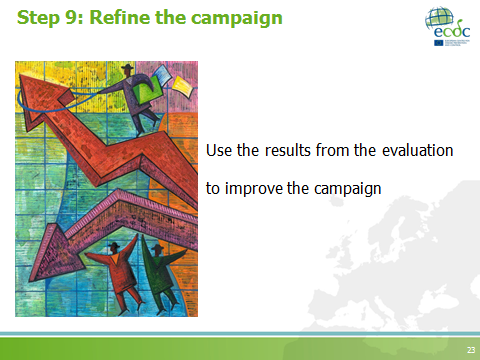 Step 9: Refine the campaign
ecdc
Use the results from the evaluation
to improve the campaign
23